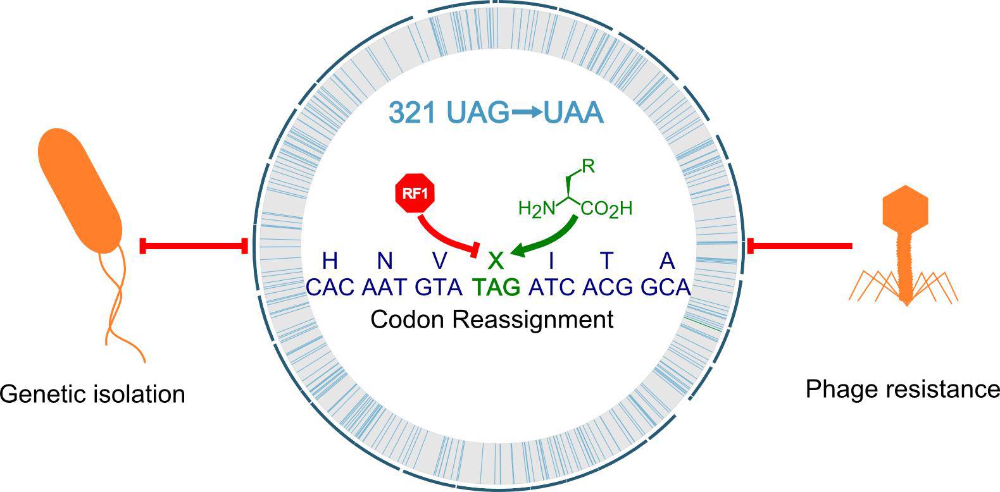 321 UAG→UAA
R
RF1
H2N CO2H
H N V X I T A
CAC AAT GTA TAG ATC ACG GCA
Codon Reassignment
Genetic isolation
Phage resistance